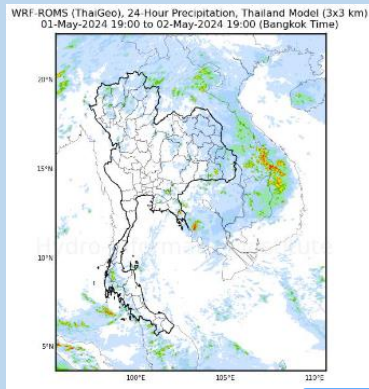 WRF-ROMS (ThaiGeo), 24-Hour Precipitation, Thailand Model (3x3 km)
01-May-2024 19:00 to 02-May-2024 19:00 (Bangkok Time)
20°N
15°N
10°N
5°N
100°E
105°E
110°E